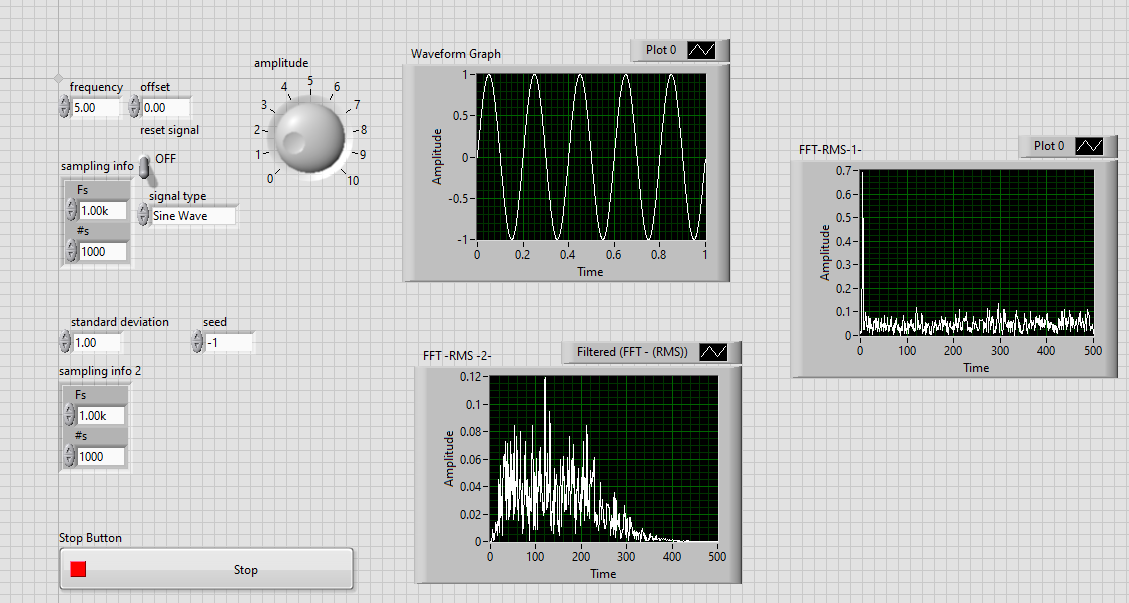 frequency
offset
5.00
0.00
reset signal
OFF
sampling info
Fs
1.00k
#s
1000
signal type
Sine Wave
amplitude
0
1
2
3
4
5
6
7
8
9
10
Waveform Graph
Plot 0
Amplitude
1
0.5
0
-0.5
-1
0
0.2
0.4
0.6
0.8
1
Time
FFT-RMS-1-
Plot 0
Amplitude
0.7
0.6
0.5
0.4
0.3
0.2
0.1
0
0
100
200
300
400
500
Time
standard deviation
seed
1.00
-1
sampling info 2
Fs
1.00k
#s
1000
FFT -RMS -2-
Filtered (FFT - (RMS))
Amplitude
0.12
0.1
0.08
0.06
0.04
0.02
0
0
100
200
300
400
500
Time
Stop Button
Stop